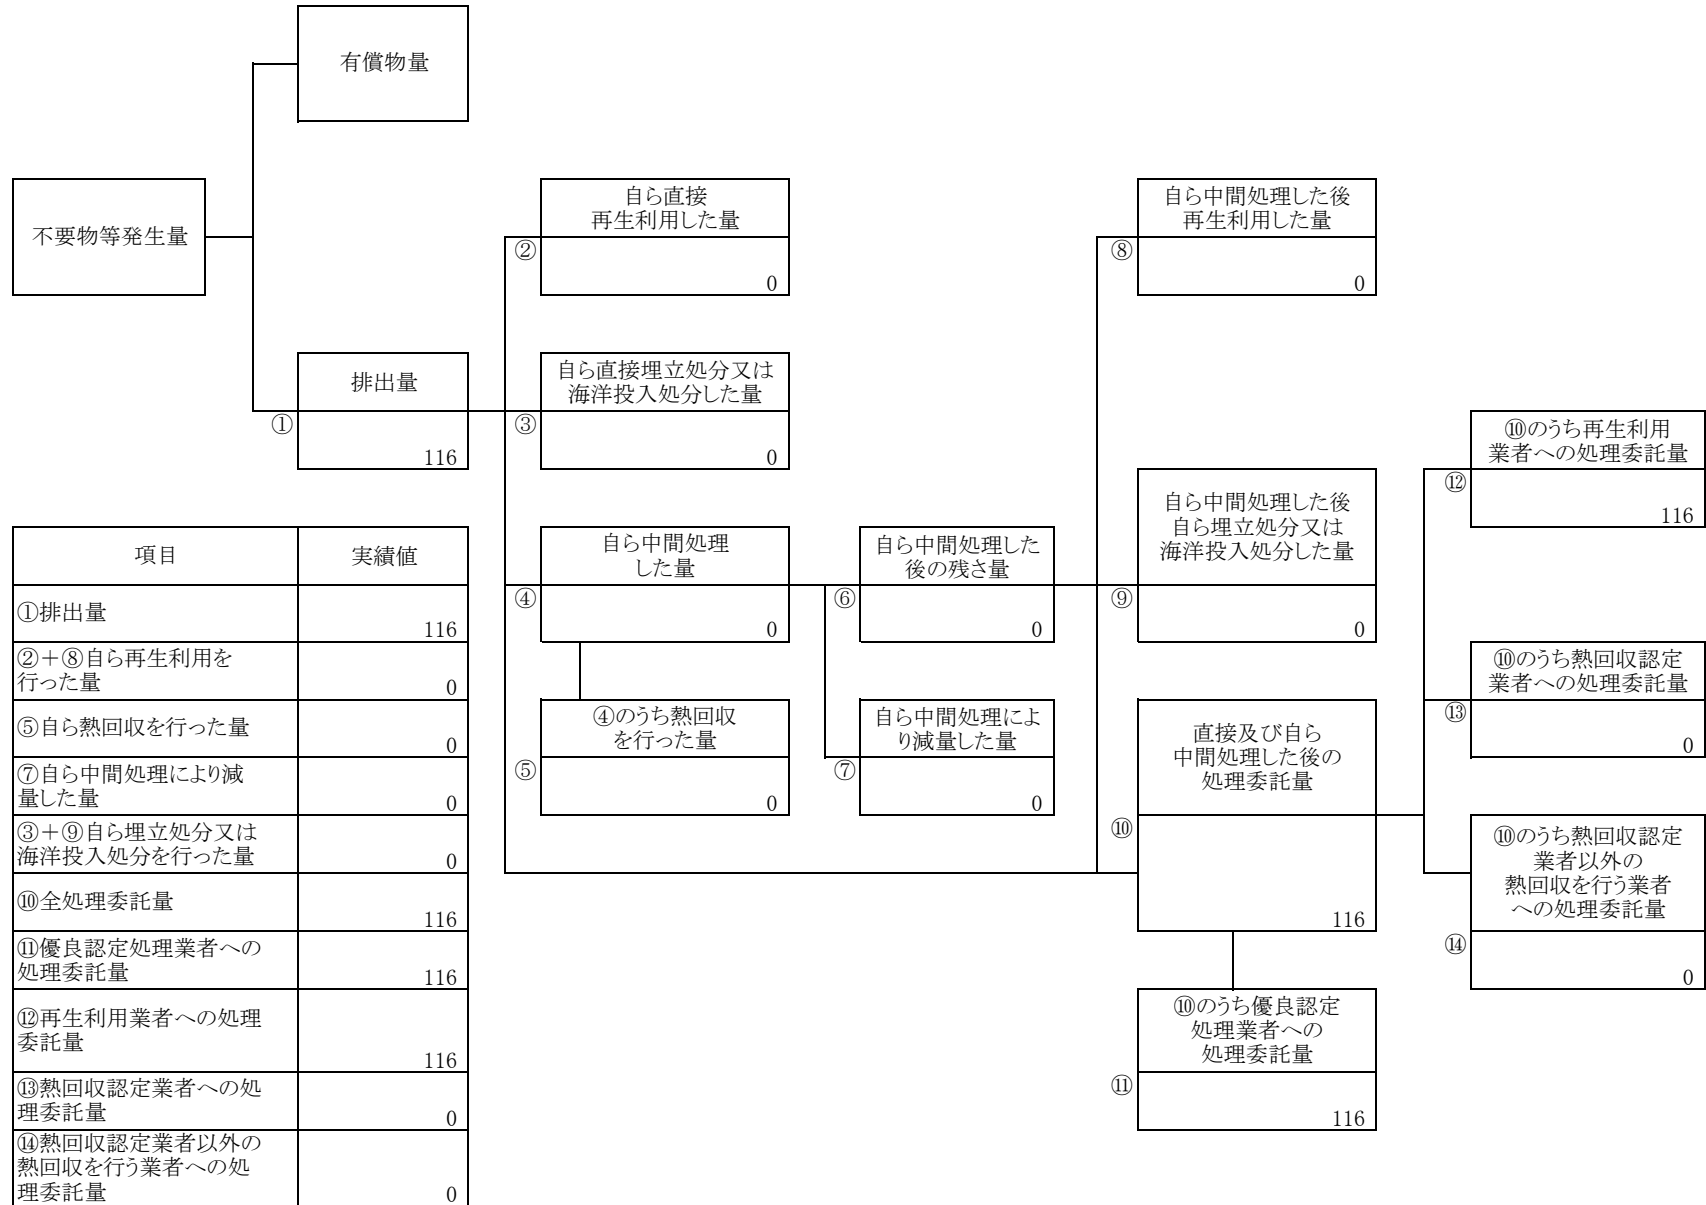 有償物量
不要物等発生量
自ら直接
再生利用した量
②
0
自ら中間処理した後
再生利用した量
⑧
0
排出量
①
116
自ら直接埋立処分又は
海洋投入処分した量
③
0
⑩のうち再生利用
業者への処理委託量
⑫
116
自ら中間処理
した量
④
0
自ら中間処理した
後の残さ量
⑥
0
自ら中間処理した後
自ら埋立処分又は
海洋投入処分した量
⑨
0
⑩のうち熱回収認定
業者への処理委託量
⑬
0
④のうち熱回収
を行った量
⑤
0
自ら中間処理によ
り減量した量
⑦
0
直接及び自ら
中間処理した後の
処理委託量
⑩
116
⑩のうち熱回収認定
業者以外の
熱回収を行う業者
への処理委託量
⑭
0
⑩のうち優良認定
処理業者への
処理委託量
⑪
116
項目 実績値
①排出量
116
②＋⑧自ら再生利用を
行った量
0
⑤自ら熱回収を行った量
0
⑦自ら中間処理により減
量した量
0
③＋⑨自ら埋立処分又は
海洋投入処分を行った量
0
⑩全処理委託量
116
⑪優良認定処理業者への
処理委託量
116
⑫再生利用業者への処理
委託量
116
⑬熱回収認定業者への処
理委託量
0
⑭熱回収認定業者以外の
熱回収を行う業者への処
理委託量
0